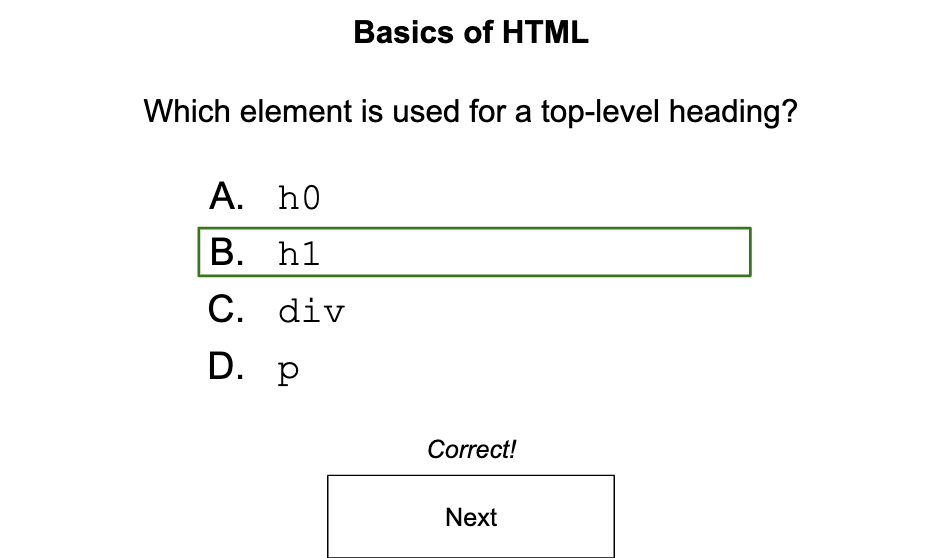 Basics of HTML
Which element is used for a top-level heading?
A. h0
B. h1
C. div
D. p
Correct!
Next